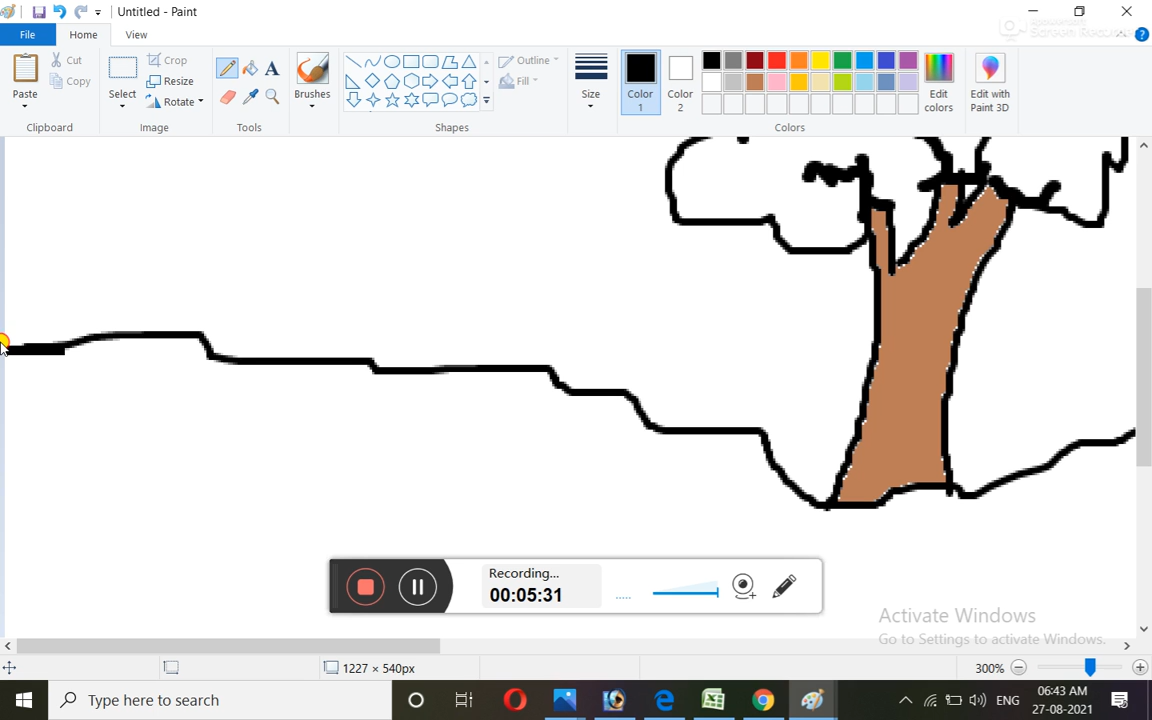 Untitled - Paint
Apowersoft
Screen Recorder
File
Home
View
Paste
Cut
Copy
Clipboard
Select
Crop
Resize
Rotate
Image
A
Tools
Brushes
Outline
Fill
Shapes
Size
Color
1
Color
2
Edit
colors
Colors
Edit with
Paint 3D
Recording...
00:05:31
Activate Windows
Go to Settings to activate Windows.
1227 × 540px
300%
Type here to search
ENG
06:43 AM
27-08-2021